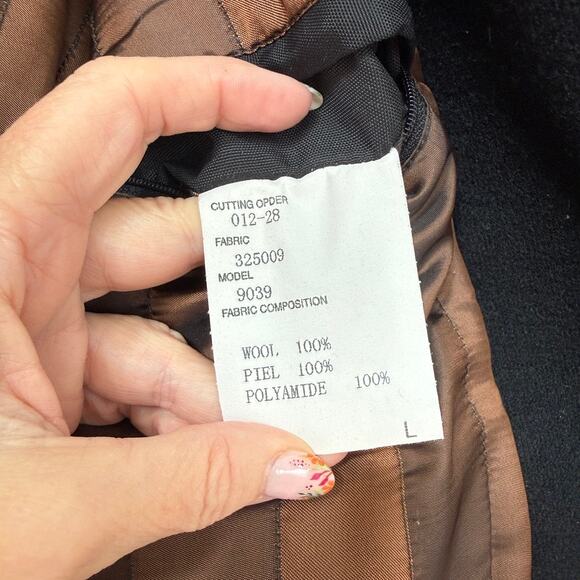 CUTTING OPDER
012-28
FABRIC
325009
MODEL
9039
FABRIC COMPOSITION
WOOL 100%
PIEL 100%
POLYAMIDE 100%
L